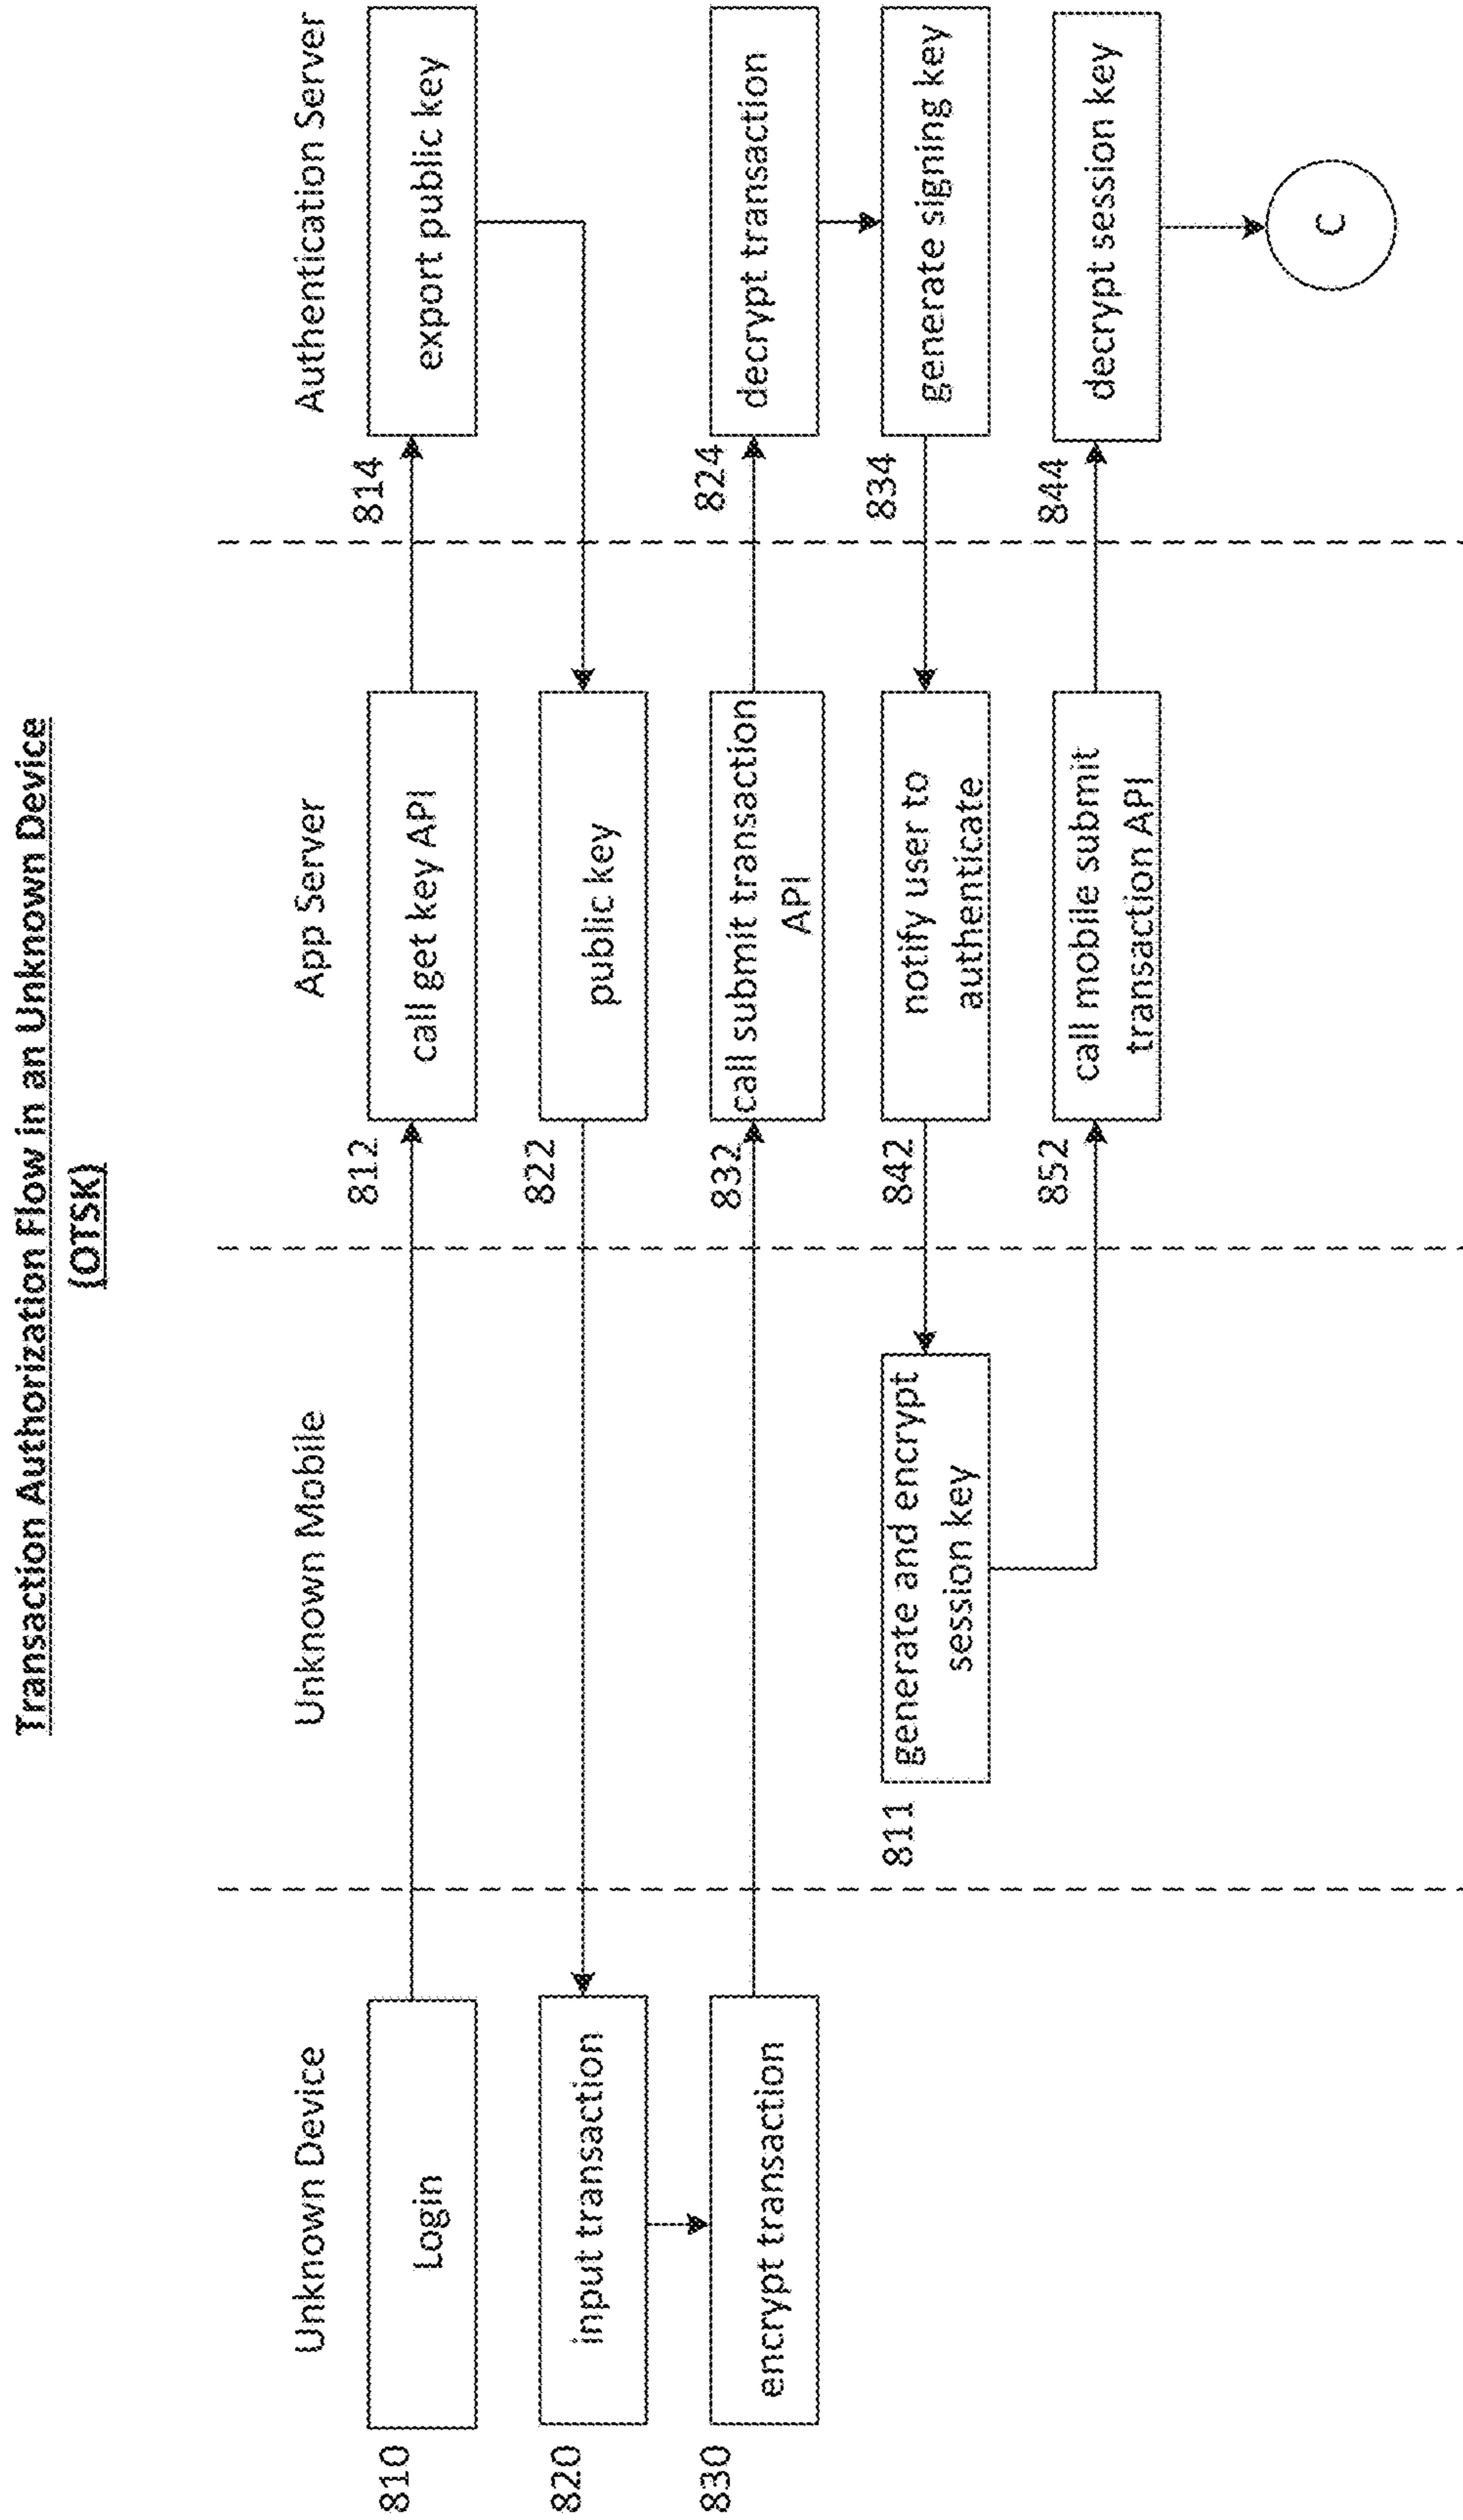 Transaction Authorization Flow in an Unknown Device
(OTSK)
Unknown Device
Unknown Mobile
App Server
Authentication Server
810
Login
812
call get key API
814
export public key
820
input transaction
822
public key
830
encrypt transaction
832
call submit transaction
API
824
decrypt transaction
811
generate and encrypt
session key
842
notify user to
authenticate
834
generate signing key
852
call mobile submit
transaction API
844
decrypt session key
C